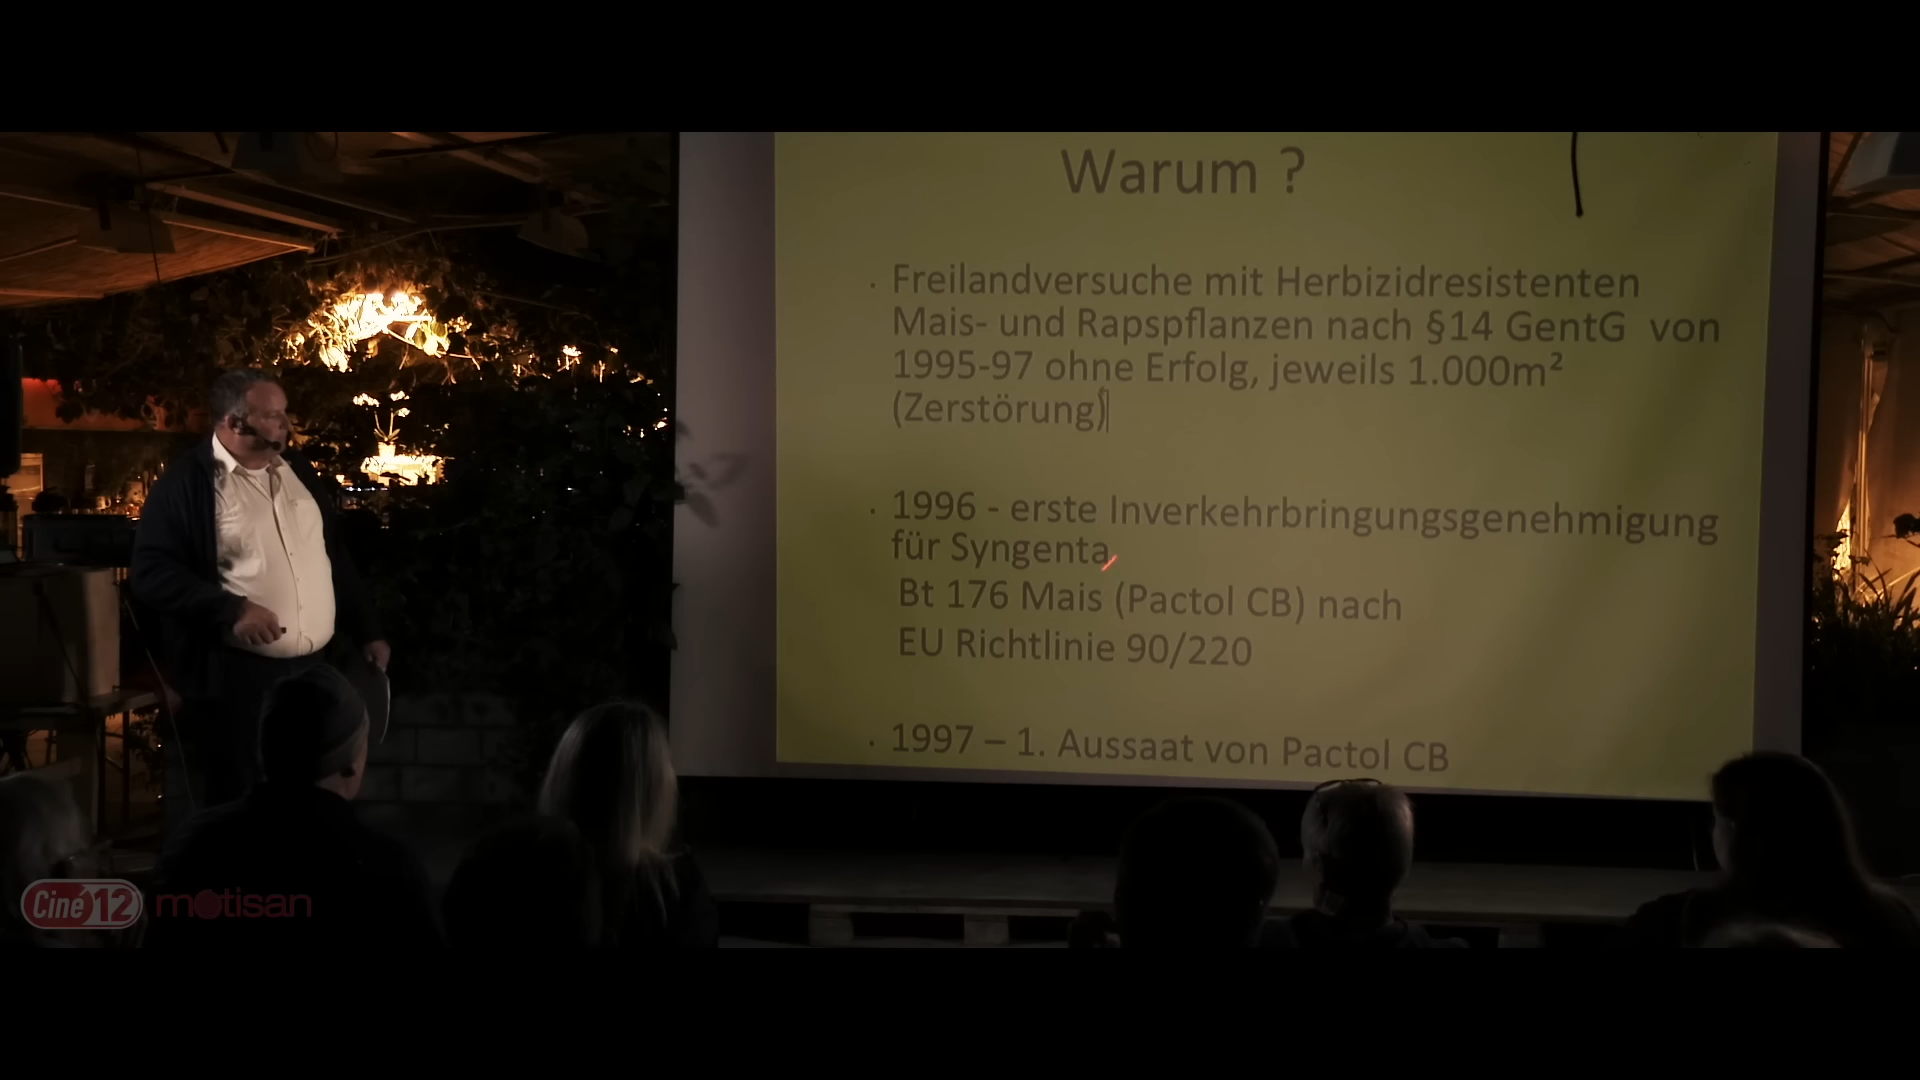 Warum ?
· Freilandversuche mit Herbizidresistenten
Mais- und Rapspflanzen nach §14 GentG von
1995-97 ohne Erfolg, jeweils 1.000m²
(Zerstörung)
· 1996 - erste Inverkehrbringungsgenehmigung
für Syngenta
Bt 176 Mais (Pactol CB) nach
EU Richtlinie 90/220
· 1997 – 1. Aussaat von Pactol CB
Ciné 12 motisan